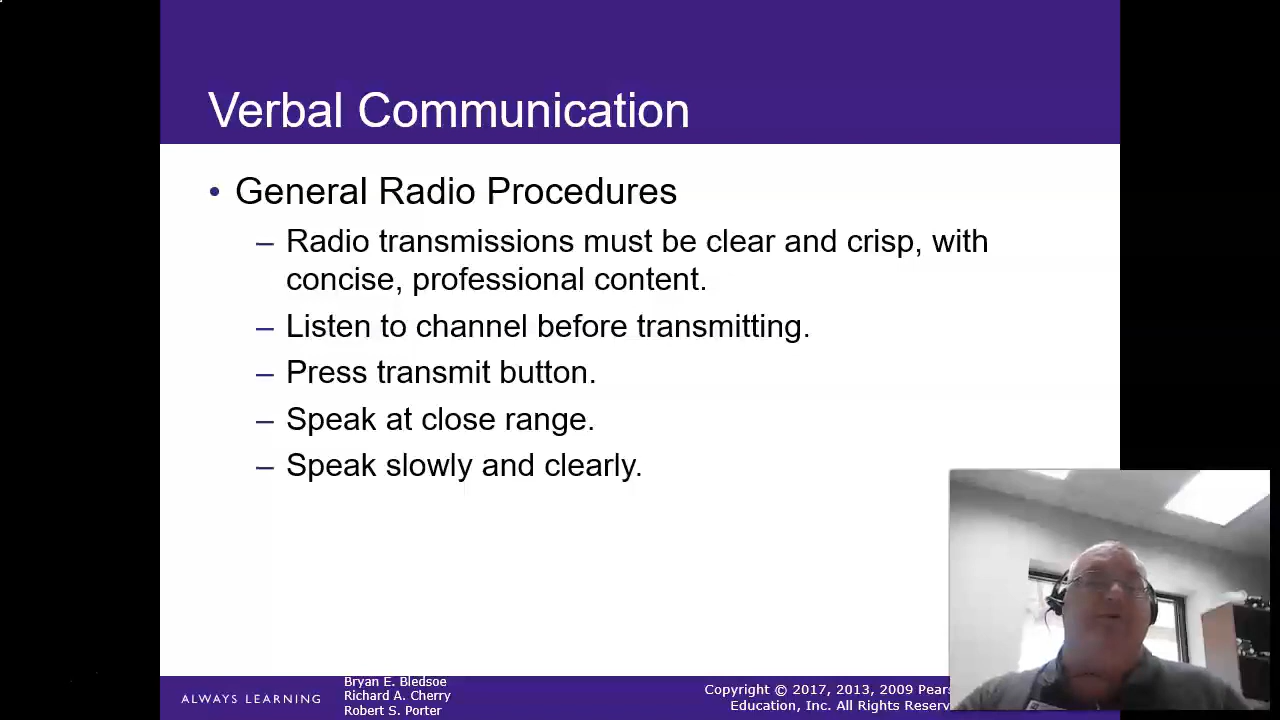 Verbal Communication
• General Radio Procedures
– Radio transmissions must be clear and crisp, with
concise, professional content.
– Listen to channel before transmitting.
– Press transmit button.
– Speak at close range.
– Speak slowly and clearly.
ALWAYS LEARNING
Bryan E. Bledsoe
Richard A. Cherry
Robert S. Porter
Copyright © 2017, 2013, 2009
Education, Inc. All Rights